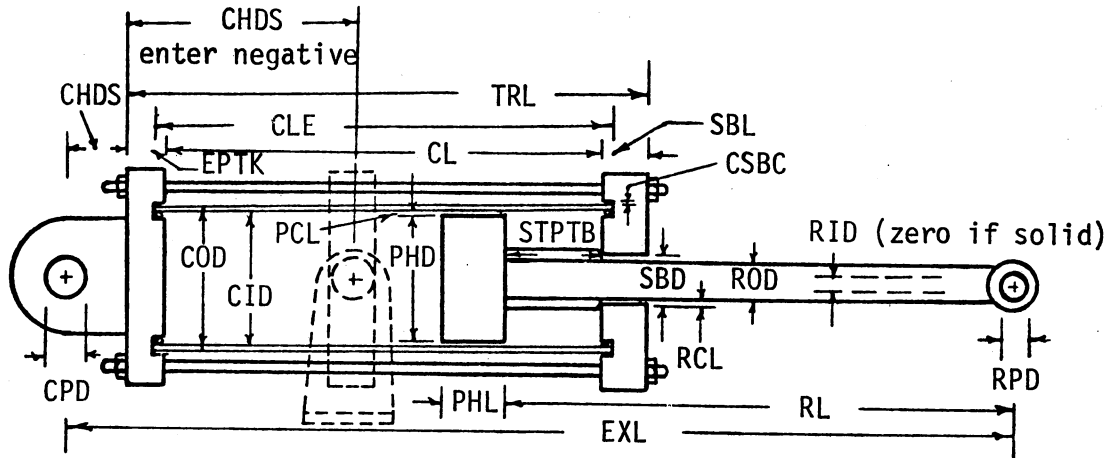 CHDS
enter negative
CHDS
TRL
CLE
SBL
EPTK
CL
CSBC
PCL
STPTB
RID (zero if solid)
COD
PHD
SBD
ROD
CID
RCL
CPD
RPD
PHL
RL
EXL